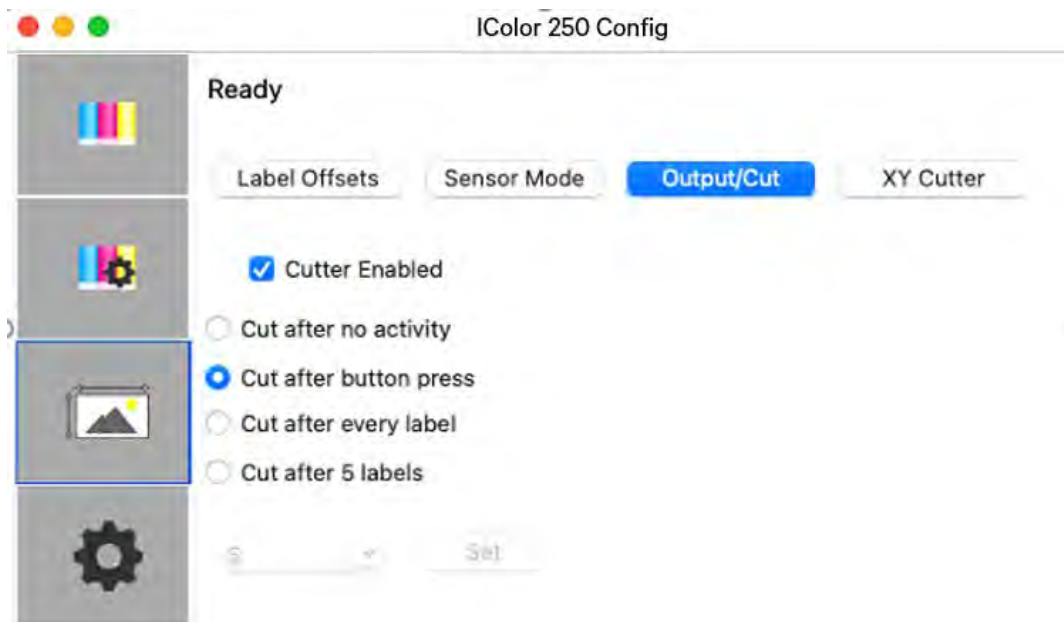 IColor 250 Config
Ready
Label Offsets Sensor Mode Output/Cut XY Cutter
Cutter Enabled
Cut after no activity
Cut after button press
Cut after every label
Cut after 5 labels
Set